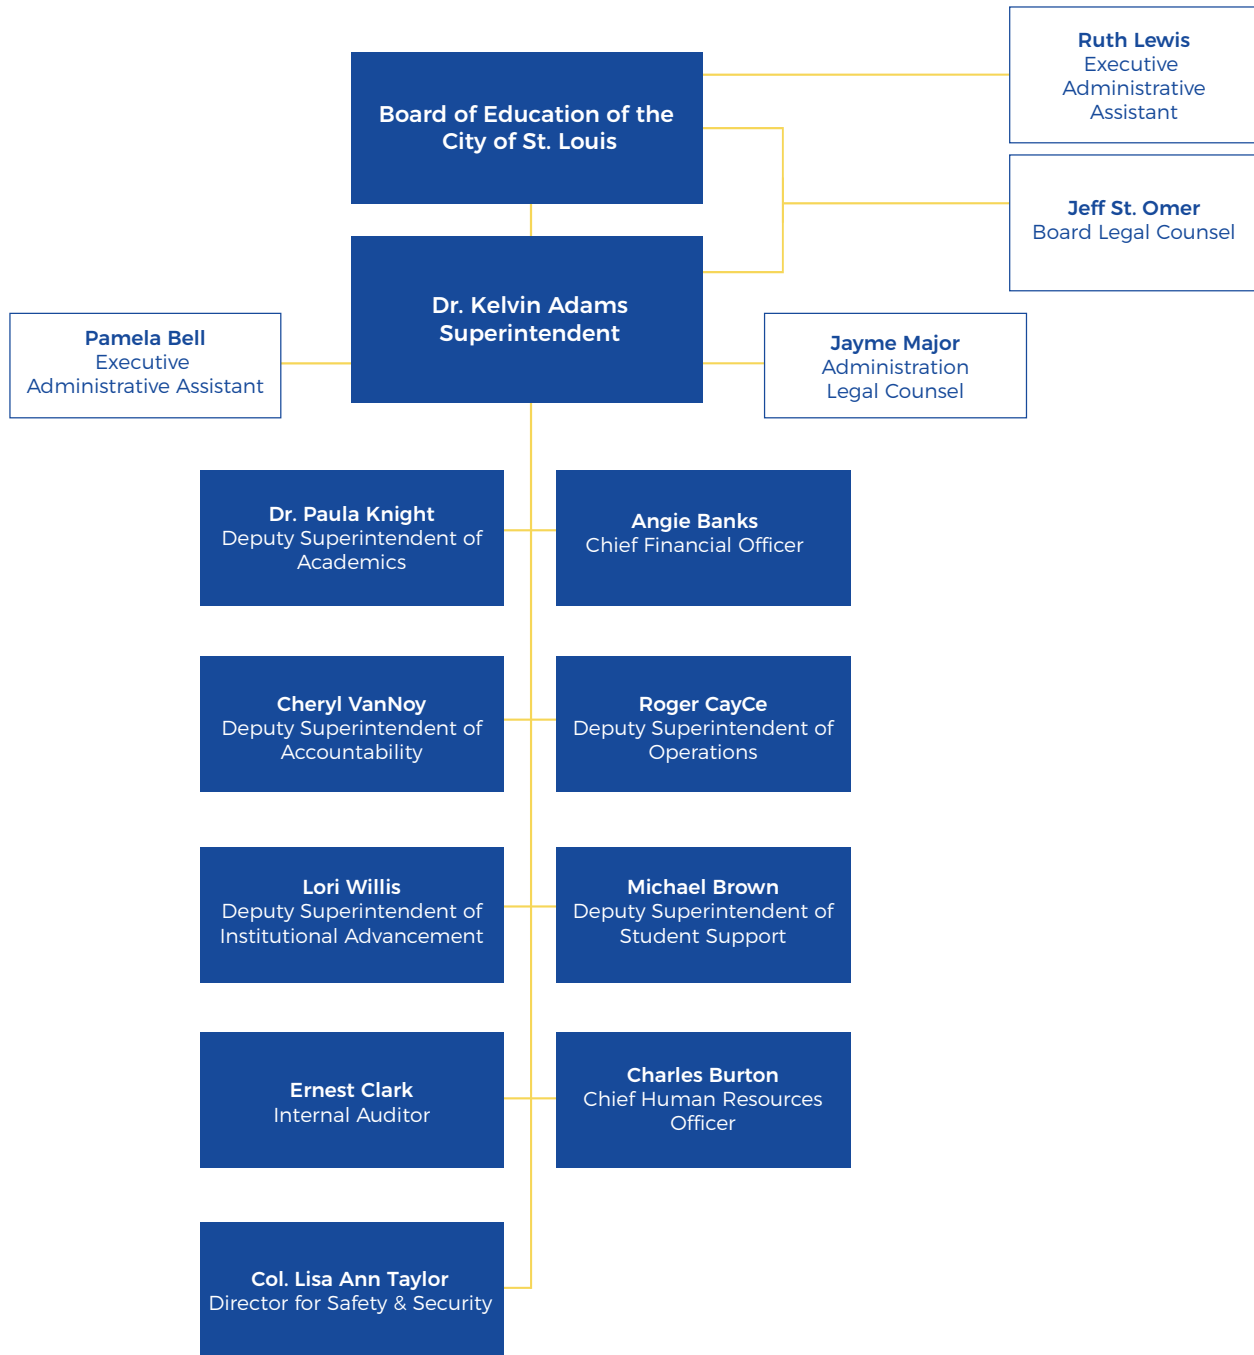 Ruth Lewis
Executive
Administrative
Assistant
Board of Education of the
City of St. Louis
Jeff St. Omer
Board Legal Counsel
Dr. Kelvin Adams
Superintendent
Pamela Bell
Executive
Administrative Assistant
Jayme Major
Administration
Legal Counsel
Dr. Paula Knight
Deputy Superintendent of
Academics
Angie Banks
Chief Financial Officer
Cheryl VanNoy
Deputy Superintendent of
Accountability
Roger CayCe
Deputy Superintendent of
Operations
Lori Willis
Deputy Superintendent of
Institutional Advancement
Michael Brown
Deputy Superintendent of
Student Support
Ernest Clark
Internal Auditor
Charles Burton
Chief Human Resources
Officer
Col. Lisa Ann Taylor
Director for Safety & Security